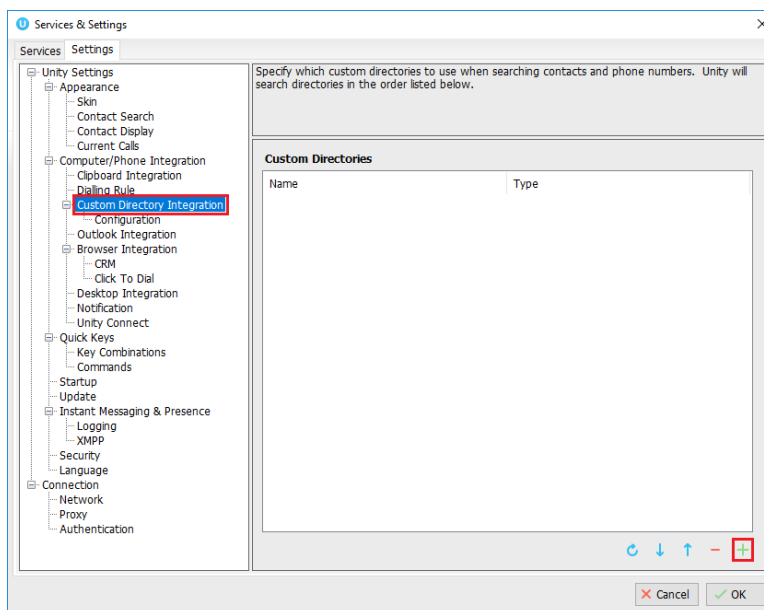 Services & Settings
Services Settings
Unity Settings
Appearance
Skin
Contact Search
Contact Display
Current Calls
Computer/Phone Integration
Clipboard Integration
Dialling Rule
Custom Directory Integration
Configuration
Outlook Integration
Browser Integration
CRM
Click To Dial
Desktop Integration
Notification
Unity Connect
Quick Keys
Key Combinations
Commands
Startup
Update
Instant Messaging & Presence
Logging
XMPP
Security
Language
Connection
Network
Proxy
Authentication
Specify which custom directories to use when searching contacts and phone numbers. Unity will
search directories in the order listed below.
Custom Directories
Name Type
Cancel OK